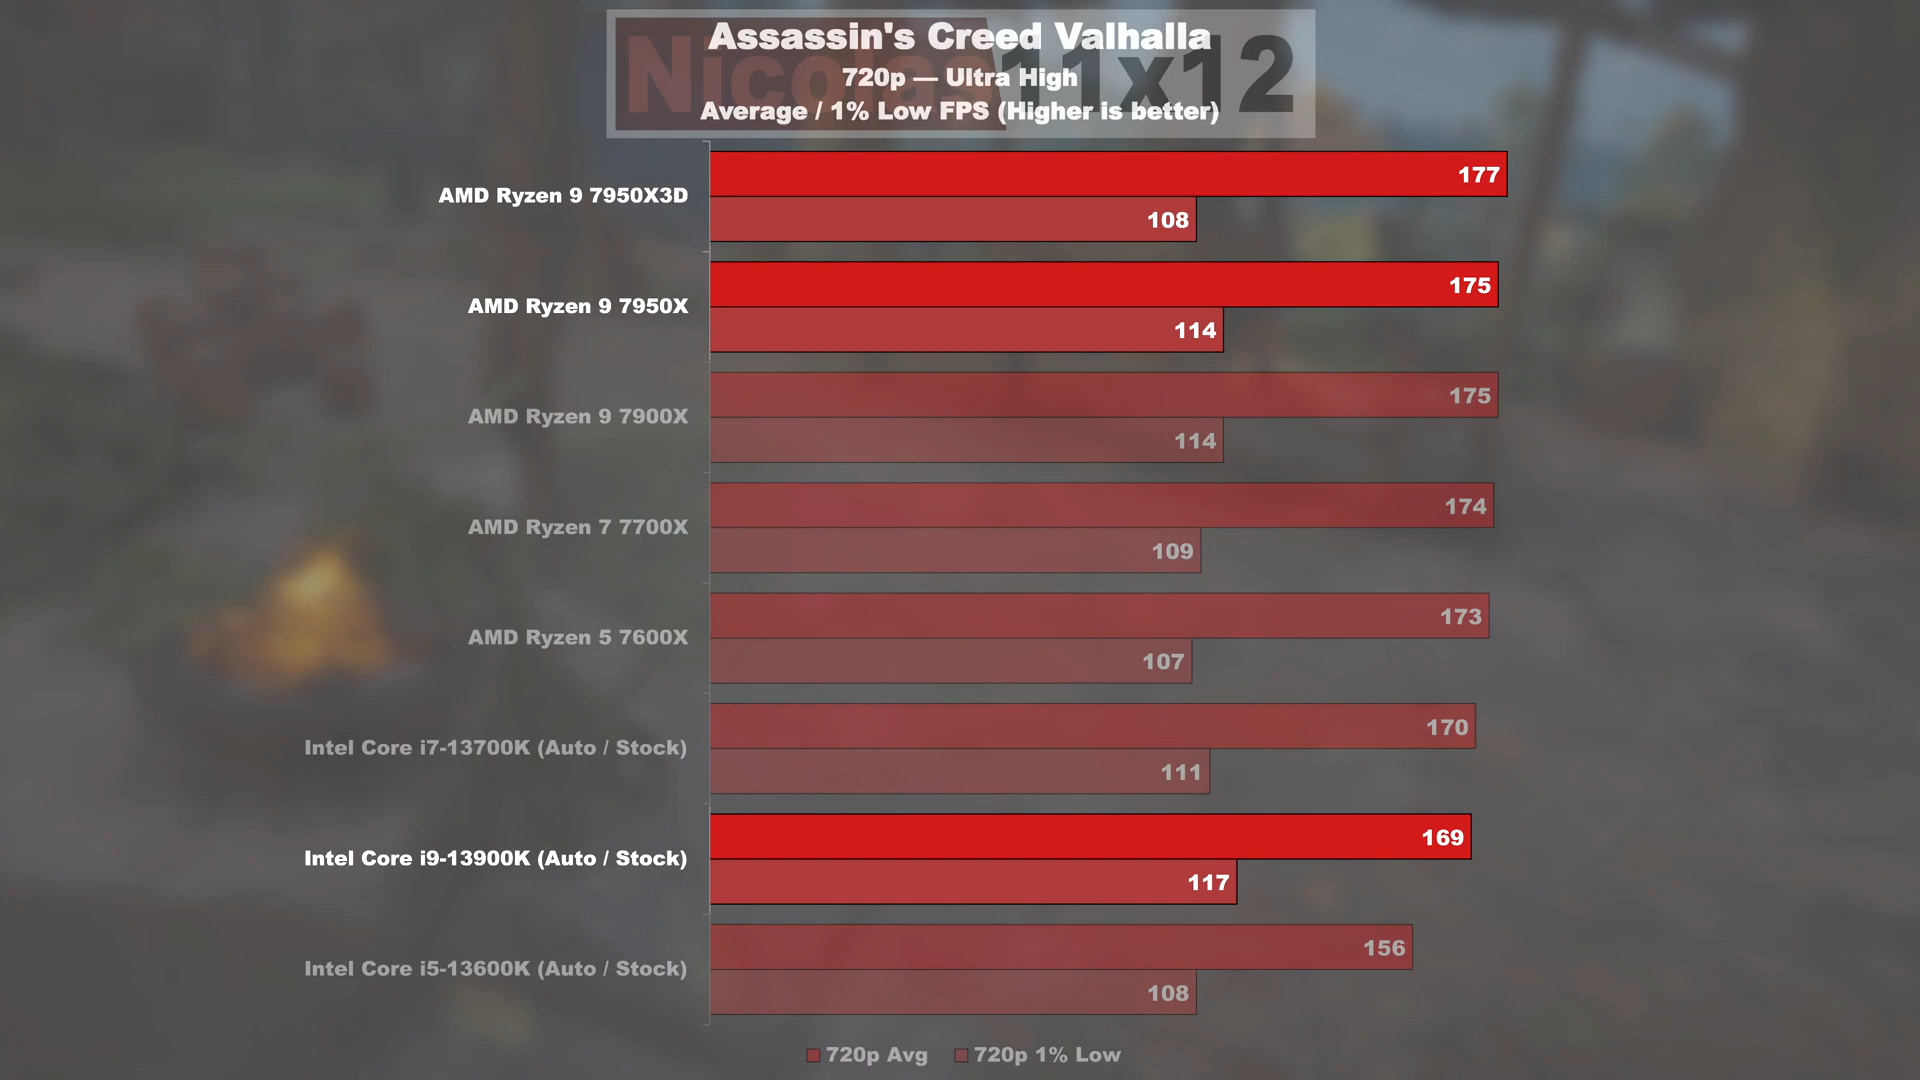 Nicolas11x12
Assassin's Creed Valhalla
720p — Ultra High
Average / 1% Low FPS (Higher is better)
AMD Ryzen 9 7950X3D
177
108
AMD Ryzen 9 7950X
175
114
AMD Ryzen 9 7900X
175
114
AMD Ryzen 7 7700X
174
109
AMD Ryzen 5 7600X
173
107
Intel Core i7-13700K (Auto / Stock)
170
111
Intel Core i9-13900K (Auto / Stock)
169
117
Intel Core i5-13600K (Auto / Stock)
156
108
720p Avg 720p 1% Low